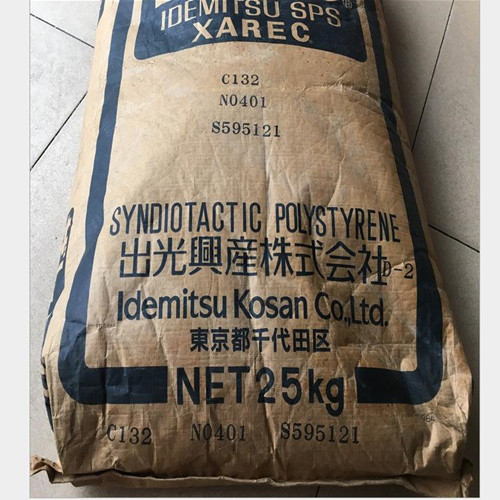 IDEMITSU SPS
XAREC®
C132
N0401
S595121
SYNDIOTACTIC POLYSTYRENE
出光興産株式会社 D-2
Idemitsu Kosan Co.,Ltd.
東京都千代田区
NET 25kg
C132 N0401 S595121